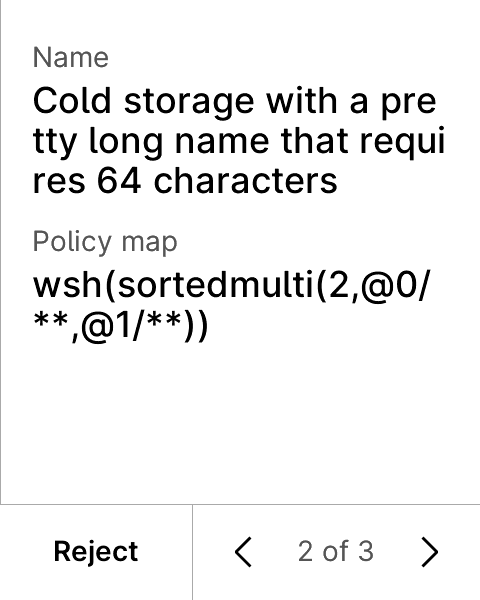 Name
Cold storage with a pre
tty long name that requi
res 64 characters
Policy map
wsh(sortedmulti(2,@0/
**,@1/**))
Reject
2 of 3